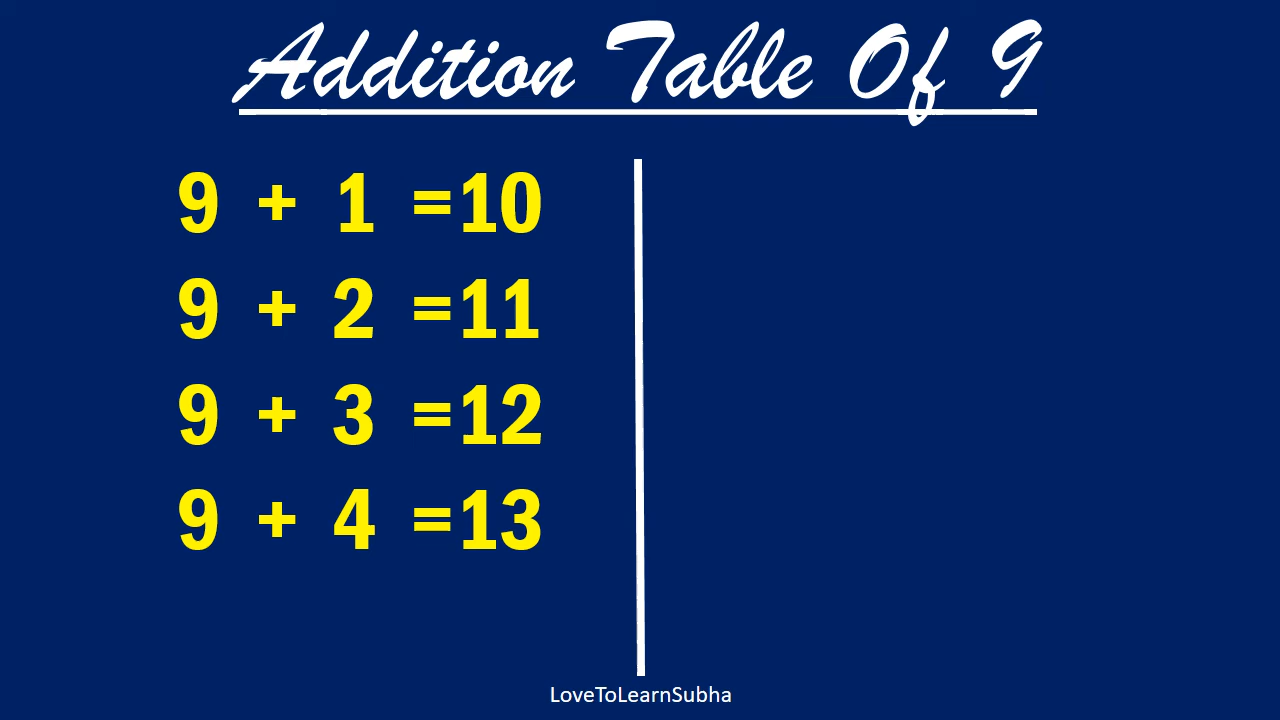 Addition Table Of 9
9 + 1 =10
9 + 2 =11
9 + 3 =12
9 + 4 =13
LoveToLearnSubha